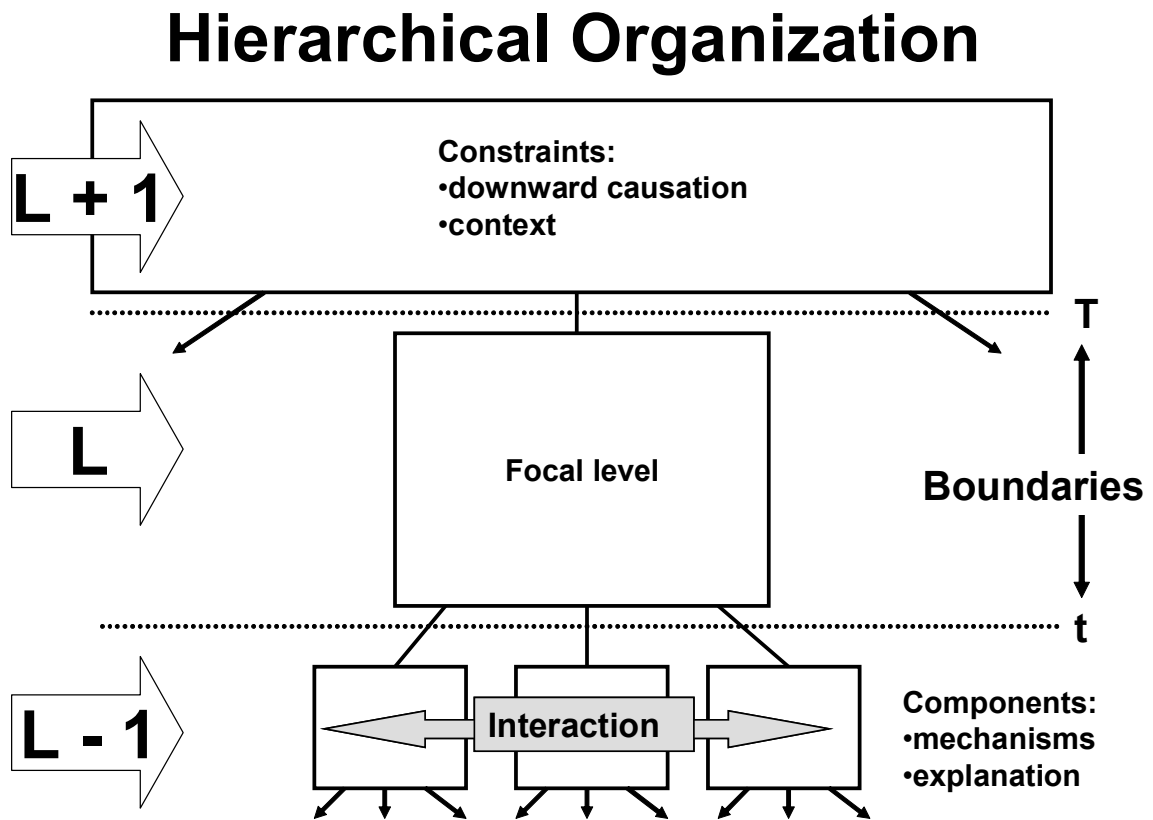 Hierarchical Organization
L + 1
Constraints:
•downward causation
•context
T
L
Focal level
Boundaries
t
L - 1
Interaction
Components:
•mechanisms
•explanation